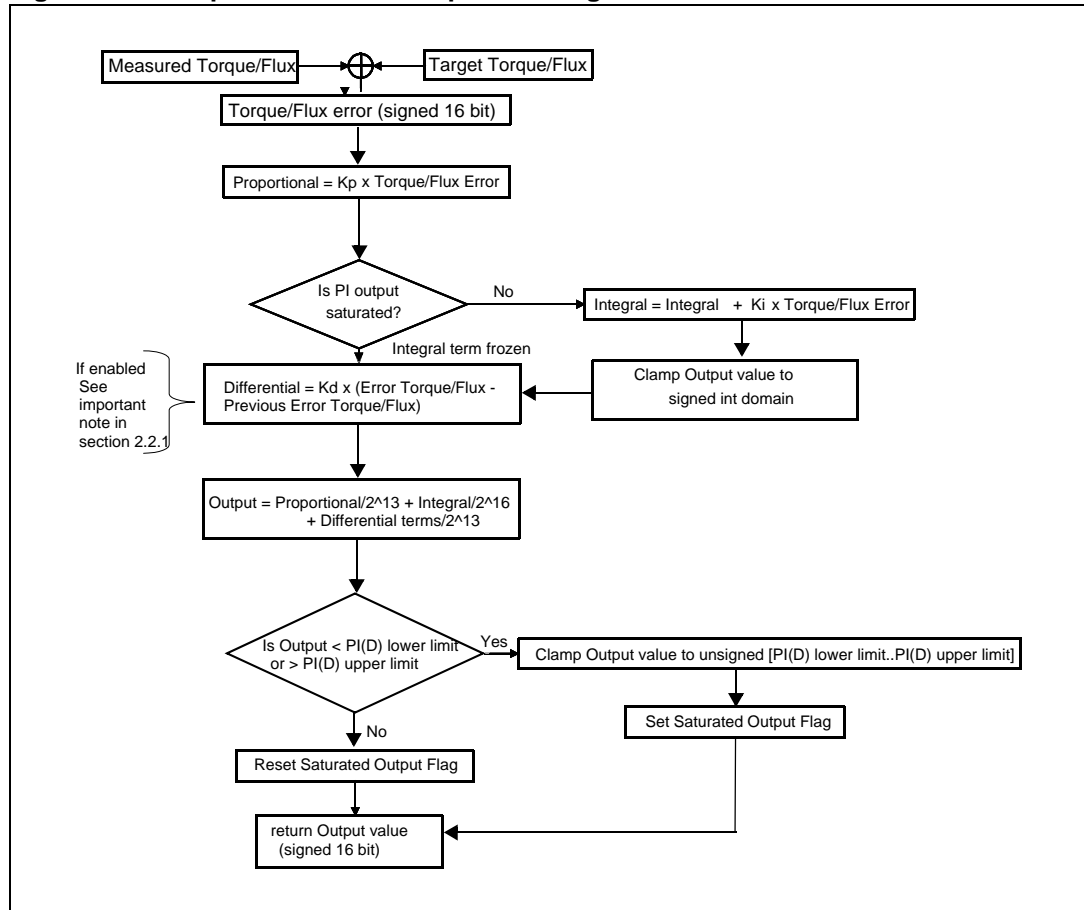 Measured Torque/Flux
Target Torque/Flux
Torque/Flux error (signed 16 bit)
Proportional = Kp x Torque/Flux Error
Is PI output
saturated?
No
Integral = Integral + Ki x Torque/Flux Error
Integral term frozen
Clamp Output value to
signed int domain
If enabled
See
important
note in
section 2.2.1
Differential = Kd x (Error Torque/Flux -
Previous Error Torque/Flux)
Output = Proportional/2^13 + Integral/2^16
+ Differential terms/2^13
Is Output < PI(D) lower limit
or > PI(D) upper limit
Yes
Clamp Output value to unsigned [PI(D) lower limit..PI(D) upper limit]
Set Saturated Output Flag
No
Reset Saturated Output Flag
return Output value
(signed 16 bit)